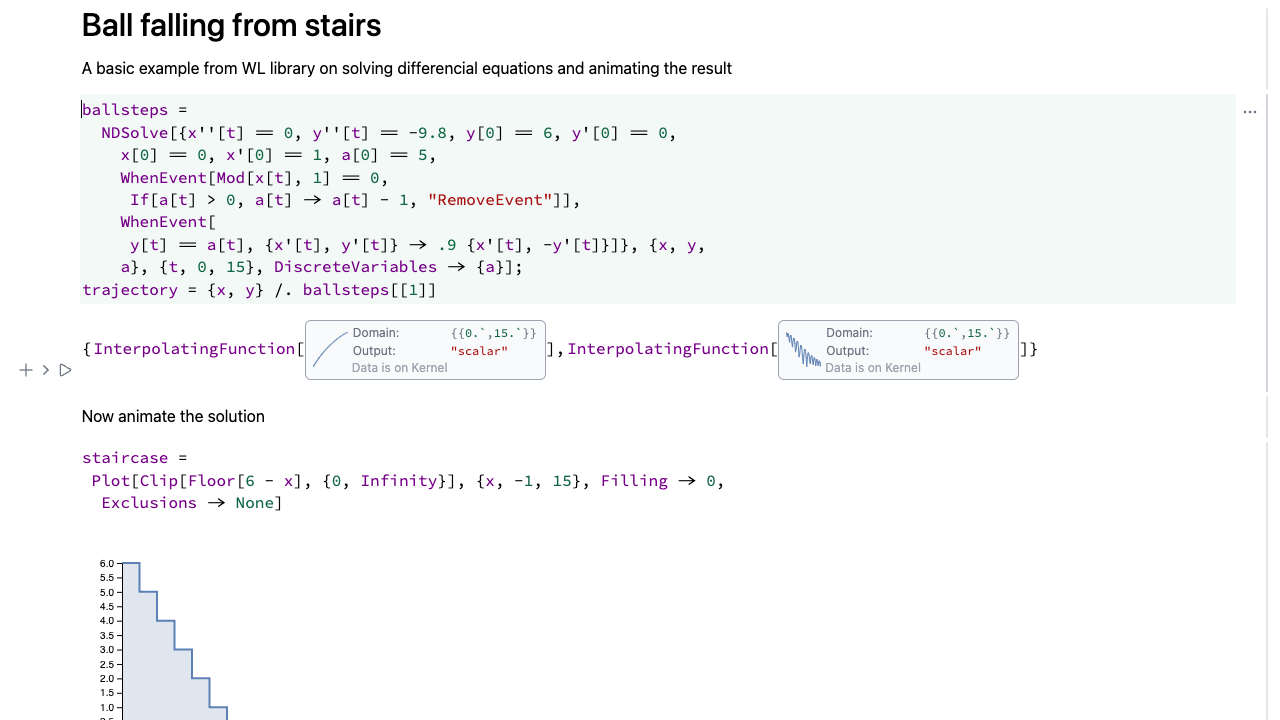 Ball falling from stairs
A basic example from WL library on solving differencial equations and animating the result
ballsteps =
NDSolve[{x''[t] == 0, y''[t] == -9.8, y[0] == 6, y'[0] == 0,
x[0] == 0, x'[0] == 1, a[0] == 5,
WhenEvent[Mod[x[t], 1] == 0,
If[a[t] > 0, a[t] -> a[t] - 1, "RemoveEvent"]],
WhenEvent[
y[t] == a[t], {x'[t], y'[t]} -> .9 {x'[t], -y'[t]}]}, {x, y,
a}, {t, 0, 15}, DiscreteVariables -> {a}];
trajectory = {x, y} /. ballsteps[[1]]
{InterpolatingFunction[ Domain: {{0.`,15.`}} Output: "scalar" Data is on Kernel ],InterpolatingFunction[ Domain: {{0.`,15.`}} Output: "scalar" Data is on Kernel ]}
Now animate the solution
staircase =
Plot[Clip[Floor[6 - x], {0, Infinity}], {x, -1, 15}, Filling -> 0,
Exclusions -> None]
6.0
5.5
5.0
4.5
4.0
3.5
3.0
2.5
2.0
1.5
1.0